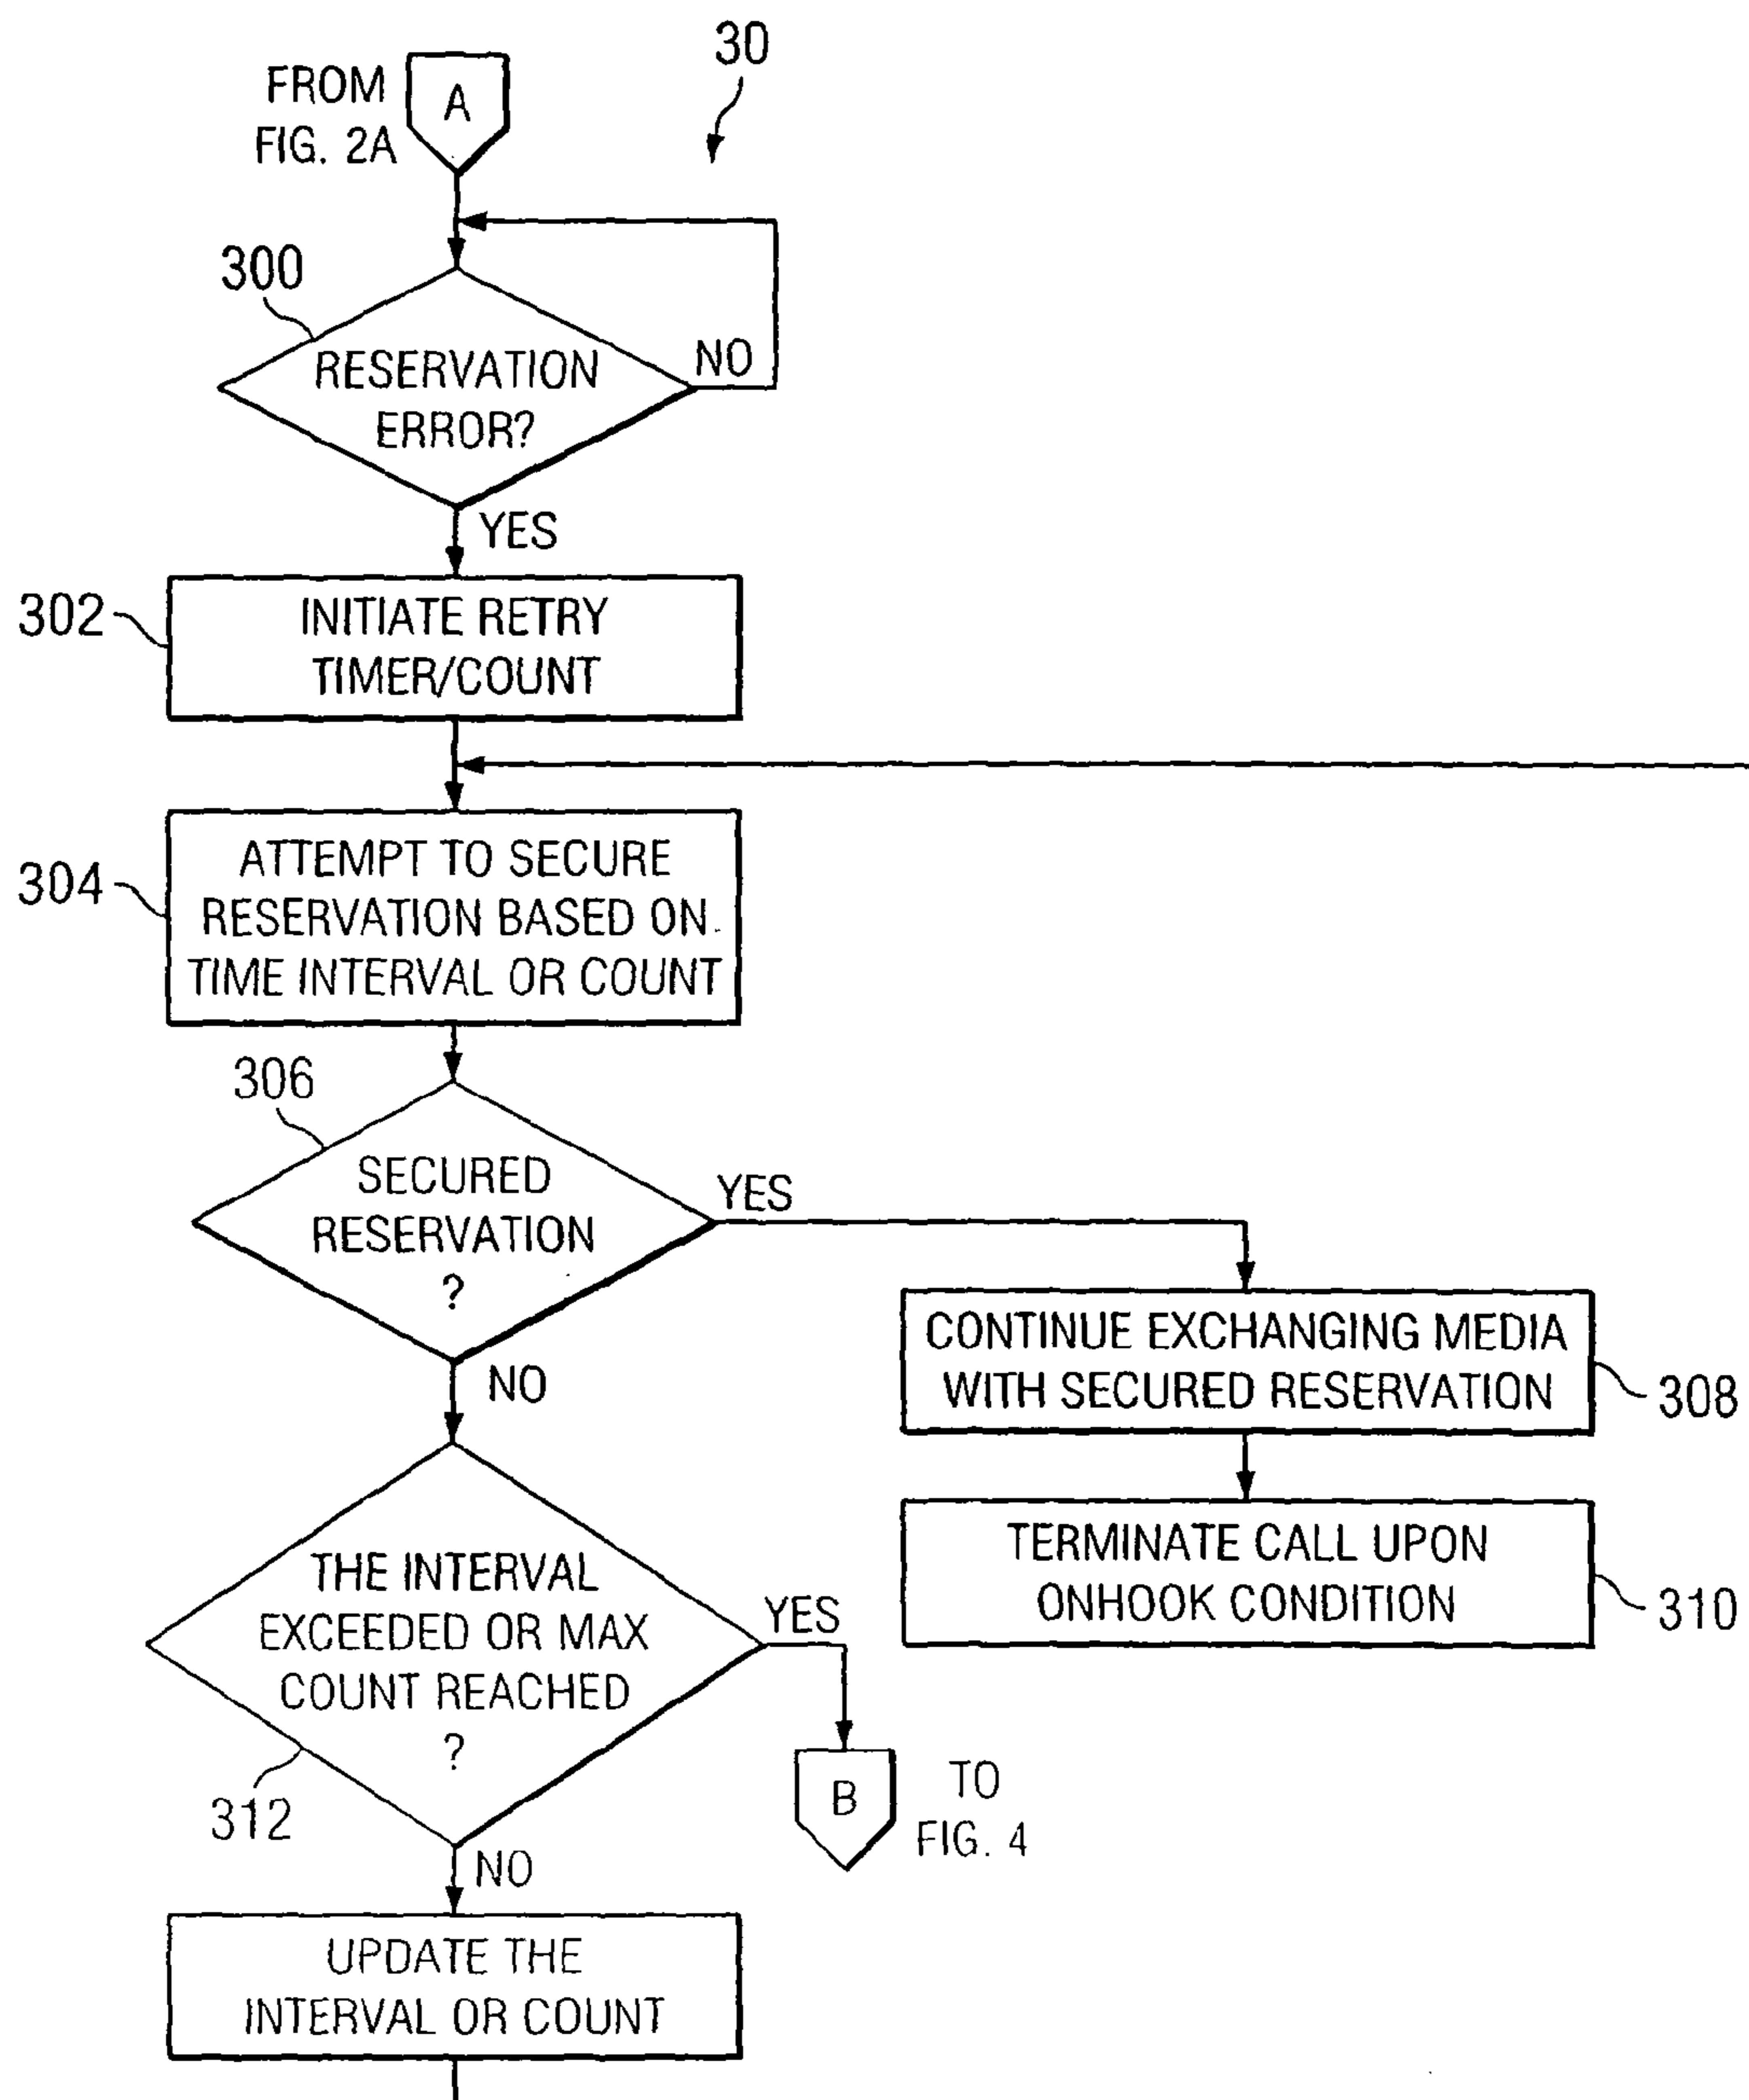 30
FROM
FIG. 2A
A
300
RESERVATION
ERROR?
NO
YES
302
INITIATE RETRY
TIMER/COUNT
304
ATTEMPT TO SECURE
RESERVATION BASED ON
TIME INTERVAL OR COUNT
306
SECURED
RESERVATION
?
YES
NO
CONTINUE EXCHANGING MEDIA
WITH SECURED RESERVATION
308
TERMINATE CALL UPON
ONHOOK CONDITION
310
THE INTERVAL
EXCEEDED OR MAX
COUNT REACHED
?
YES
312
B
TO
FIG. 4
NO
UPDATE THE
INTERVAL OR COUNT